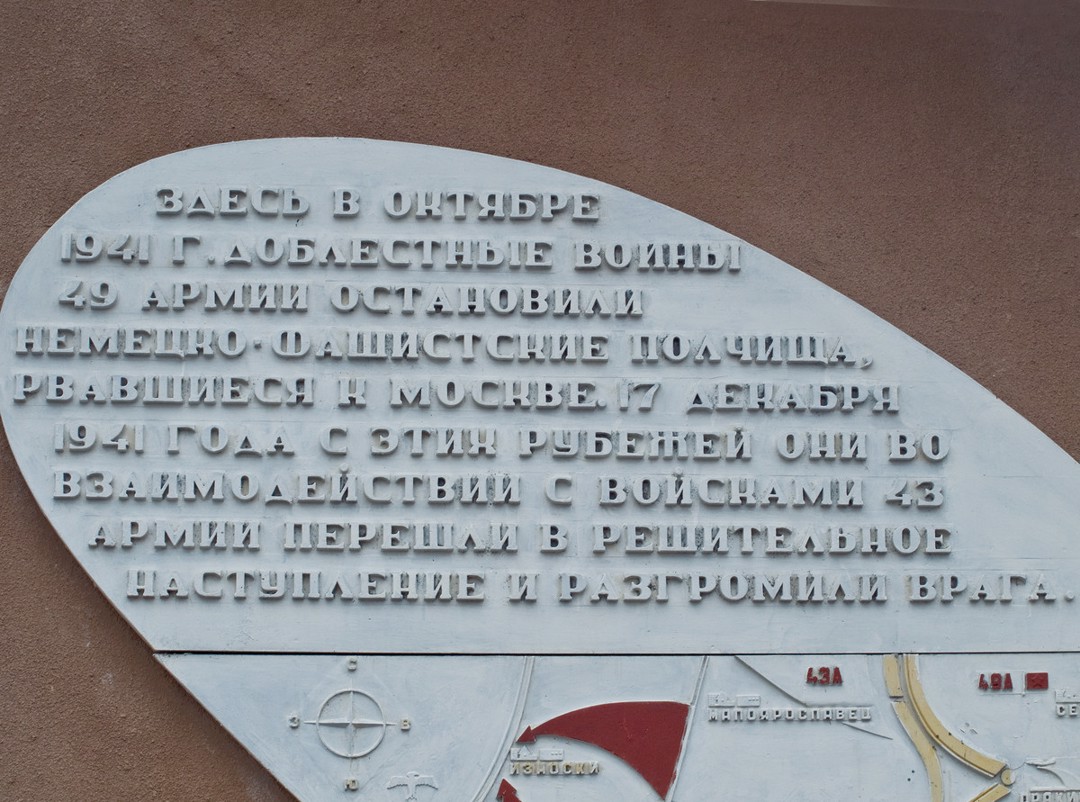 ЗДЕСЬ В ОКТЯБРЕ
1941 Г. ДОБЛЕСТНЫЕ ВОИНЫ
49 АРМИИ ОСТАНОВИЛИ
НЕМЕЦКО-ФАШИСТСКИЕ ПОЛЧИЩА,
РВАВШИЕСЯ К МОСКВЕ. 17 ДЕКАБРЯ
1941 ГОДА С ЭТИХ РУБЕЖЕЙ ОНИ ВО
ВЗАИМОДЕЙСТВИИ С ВОЙСКАМИ 43
АРМИИ ПЕРЕШЛИ В РЕШИТЕЛЬНОЕ
НАСТУПЛЕНИЕ И РАЗГРОМИЛИ ВРАГА.
С
З В
Ю
43А
49А
МАЛОЯРОСЛАВЕЦ
ИЗНОСКИ